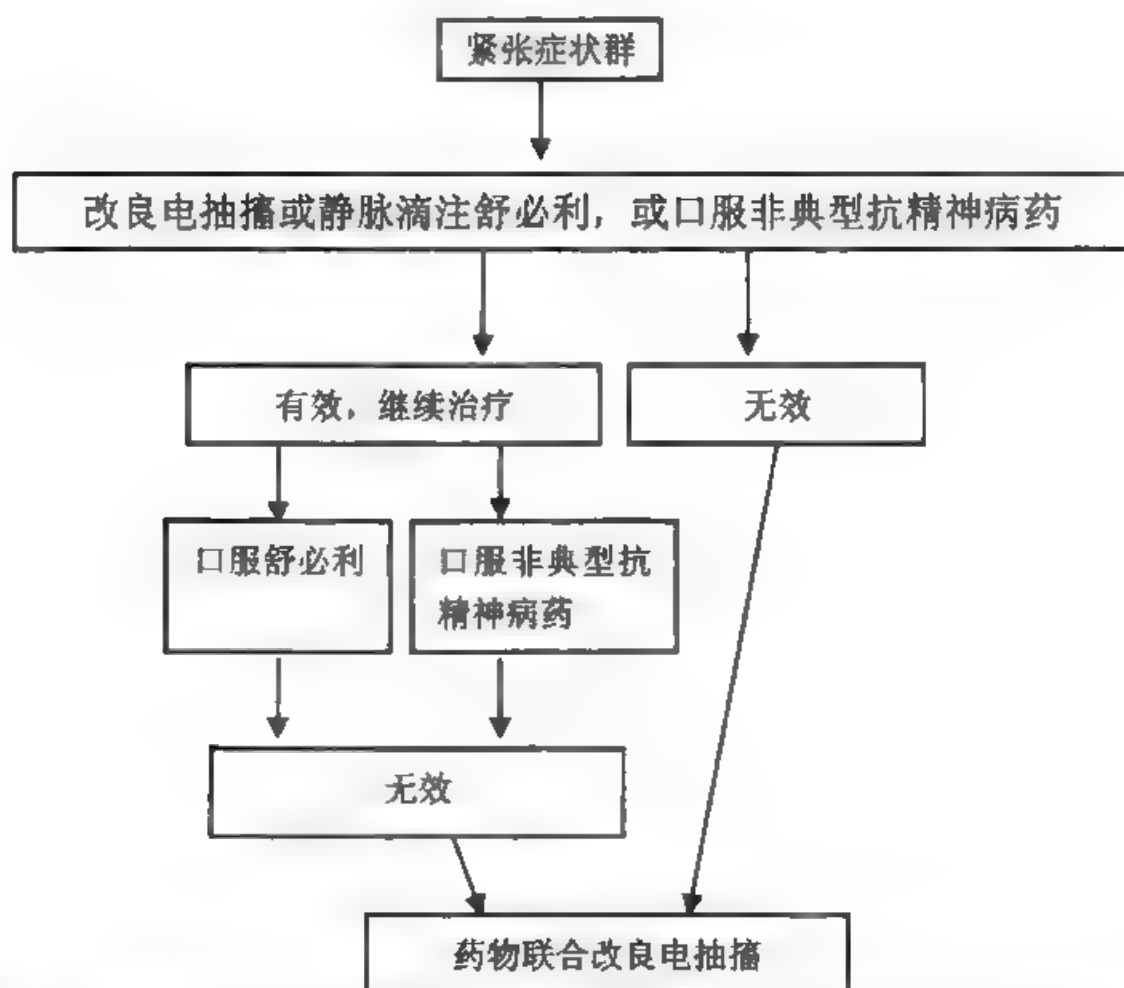 紧张症状群
改良电抽搐或静脉滴注舒必利，或口服非典型抗精神病药
有效，继续治疗
无效
口服舒必利
口服非典型抗
精神病药
无效
药物联合改良电抽搐